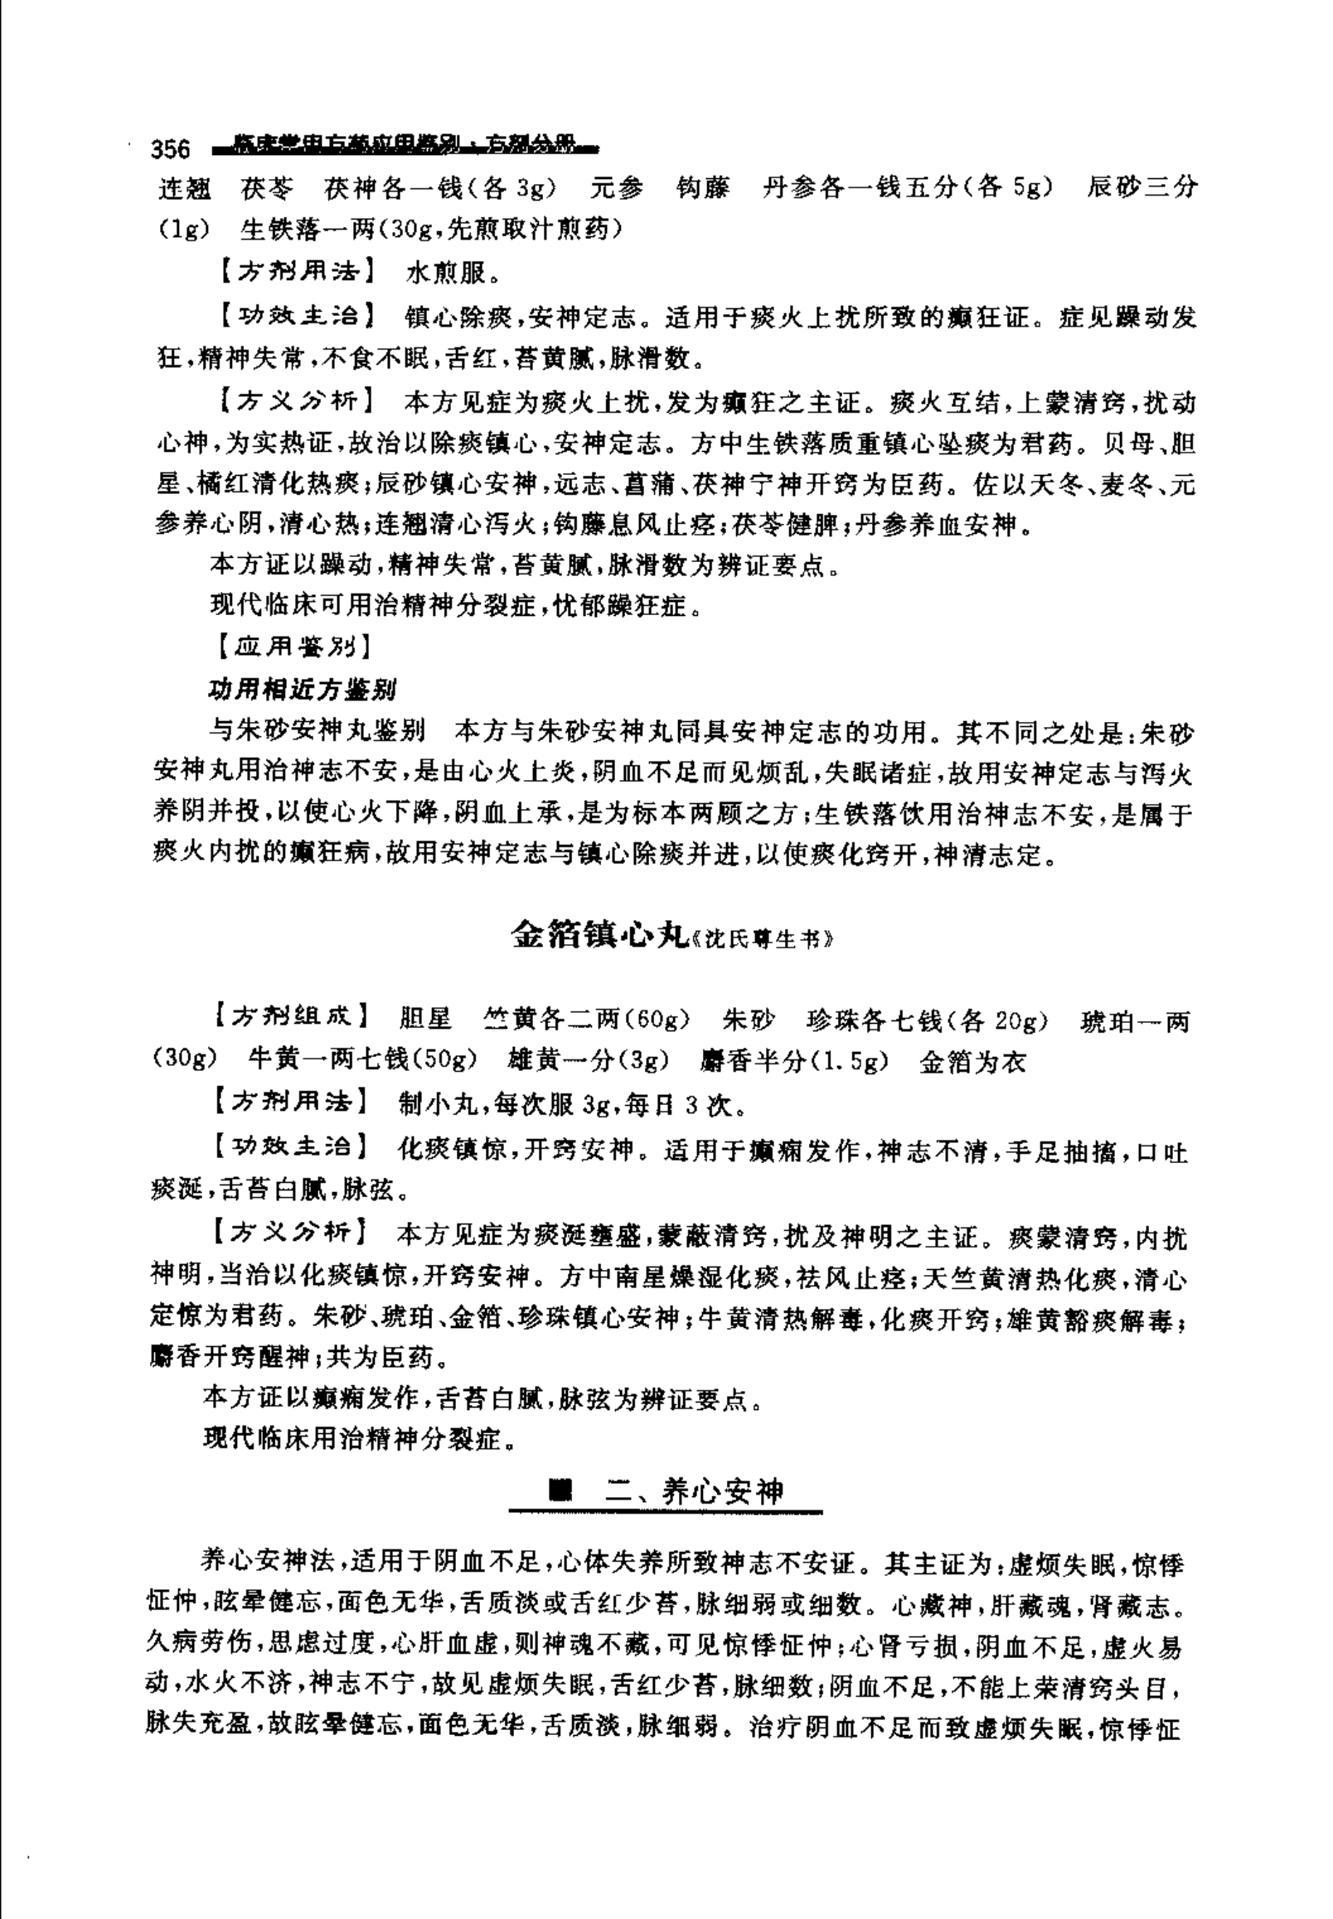 356 临床常用方药应用鉴别·方剂分册
连翘 茯苓 茯神各一钱(各3g) 元参 钩藤 丹参各一钱五分(各5g) 辰砂三分
(1g) 生铁落一两(30g,先煎取汁煎药)
【方剂用法】 水煎服。
【功效主治】 镇心除痰,安神定志。适用于痰火上扰所致的癫狂证。症见躁动发
狂,精神失常,不食不眠,舌红,苔黄腻,脉滑数。
【方义分析】 本方见症为痰火上扰,发为癫狂之主证。痰火互结,上蒙清窍,扰动
心神,为实热证,故治以除痰镇心,安神定志。方中生铁落质重镇心坠痰为君药。贝母、胆
星、橘红清化热痰;辰砂镇心安神,远志、菖蒲、茯神宁神开窍为臣药。佐以天冬、麦冬、元
参养心阴,清心热;连翘清心泻火;钩藤息风止痉;茯苓健脾;丹参养血安神。
本方证以躁动,精神失常,苔黄腻,脉滑数为辨证要点。
现代临床可用治精神分裂症,忧郁躁狂症。
【应用鉴别】
功用相近方鉴别
与朱砂安神丸鉴别 本方与朱砂安神丸同具安神定志的功用。其不同之处是:朱砂
安神丸用治神志不安,是由心火上炎,阴血不足而见烦乱,失眠诸症,故用安神定志与泻火
养阴并投,以使心火下降,阴血上承,是为标本两顾之方;生铁落饮用治神志不安,是属于
痰火内扰的癫狂病,故用安神定志与镇心除痰并进,以使痰化窍开,神清志定。
金箔镇心丸《沈氏尊生书》
【方剂组成】 胆星 竺黄各二两(60g) 朱砂 珍珠各七钱(各20g) 琥珀一两
(30g) 牛黄一两七钱(50g) 雄黄一分(3g) 麝香半分(1.5g) 金箔为衣
【方剂用法】 制小丸,每次服3g,每日3次。
【功效主治】 化痰镇惊,开窍安神。适用于癫痫发作,神志不清,手足抽搐,口吐
痰涎,舌苔白腻,脉弦。
【方义分析】 本方见症为痰涎壅盛,蒙蔽清窍,扰及神明之主证。痰蒙清窍,内扰
神明,当治以化痰镇惊,开窍安神。方中南星燥湿化痰,祛风止痉;天竺黄清热化痰,清心
定惊为君药。朱砂、琥珀、金箔、珍珠镇心安神;牛黄清热解毒,化痰开窍;雄黄豁痰解毒;
麝香开窍醒神;共为臣药。
本方证以癫痫发作,舌苔白腻,脉弦为辨证要点。
现代临床用治精神分裂症。
■ 二、养心安神
养心安神法,适用于阴血不足,心体失养所致神志不安证。其主证为:虚烦失眠,惊悸
怔忡,眩晕健忘,面色无华,舌质淡或舌红少苔,脉细弱或细数。心藏神,肝藏魂,肾藏志。
久病劳伤,思虑过度,心肝血虚,则神魂不藏,可见惊悸怔忡;心肾亏损,阴血不足,虚火易
动,水火不济,神志不宁,故见虚烦失眠,舌红少苔,脉细数;阴血不足,不能上荣清窍头目,
脉失充盈,故眩晕健忘,面色无华,舌质淡,脉细弱。治疗阴血不足而致虚烦失眠,惊悸怔